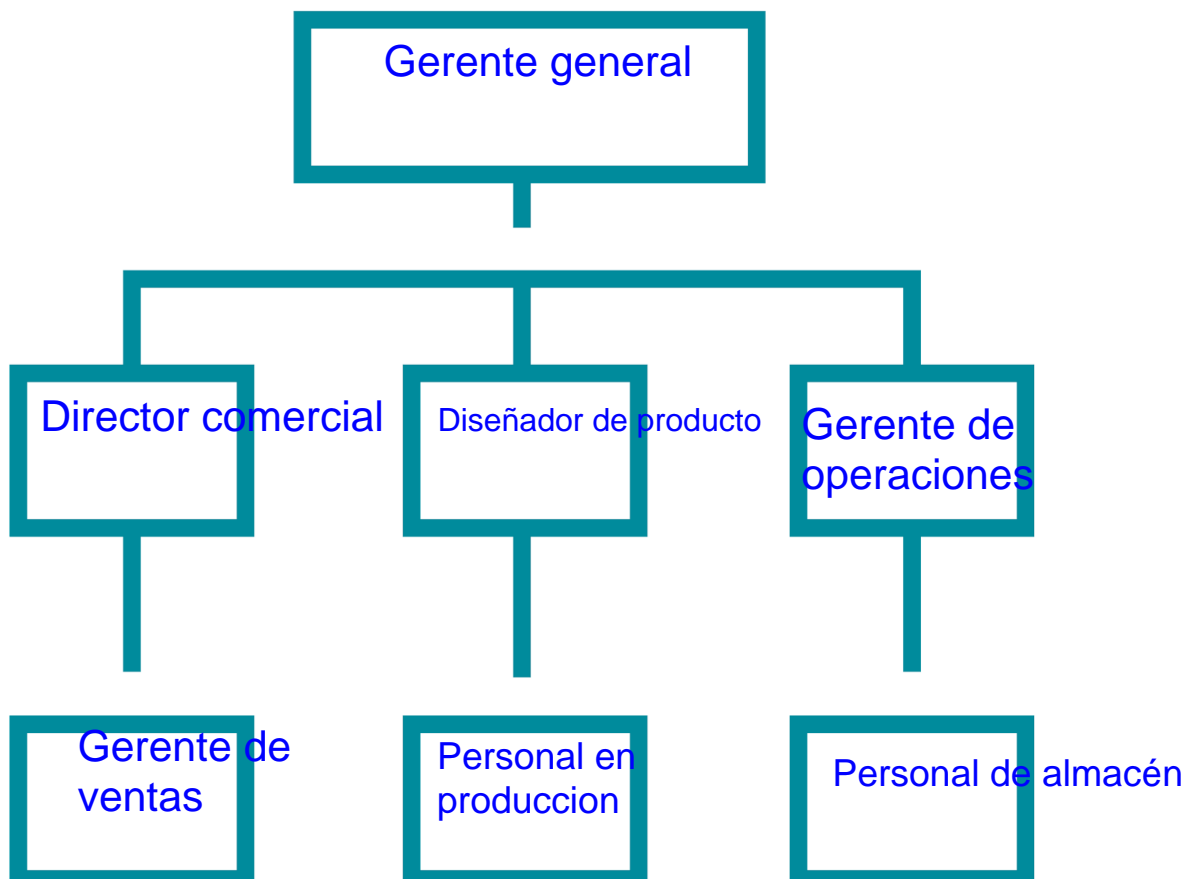 Gerente general
Director comercial
Diseñador de producto
Gerente de
operaciones
Gerente de
ventas
Personal en
produccion
Personal de almacén